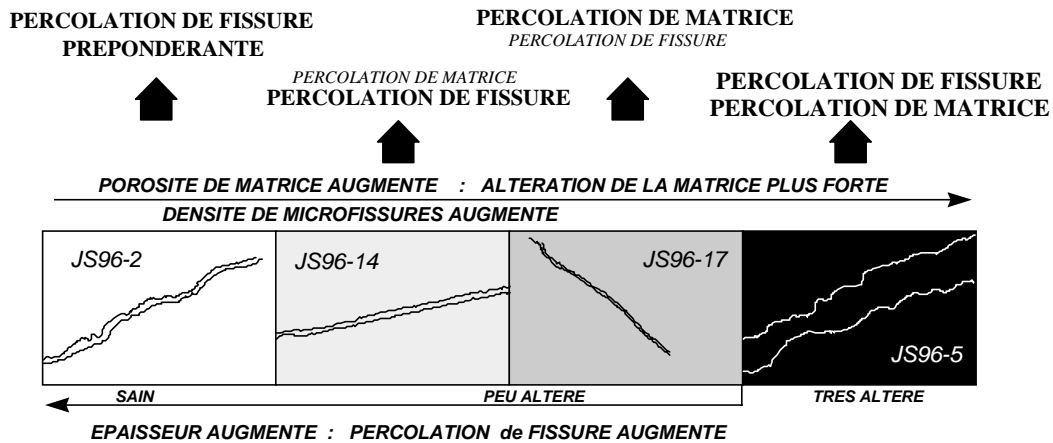 PERCOLATION DE FISSURE
PREPONDERANTE
PERCOLATION DE MATRICE
PERCOLATION DE FISSURE
PERCOLATION DE MATRICE
PERCOLATION DE FISSURE
PERCOLATION DE FISSURE
PERCOLATION DE MATRICE
POROSITE DE MATRICE AUGMENTE : ALTERATION DE LA MATRICE PLUS FORTE
DENSITE DE MICROFISSURES AUGMENTE
JS96-2
JS96-14
JS96-17
JS96-5
SAIN
PEU ALTERE
TRES ALTERE
EPAISSEUR AUGMENTE : PERCOLATION de FISSURE AUGMENTE